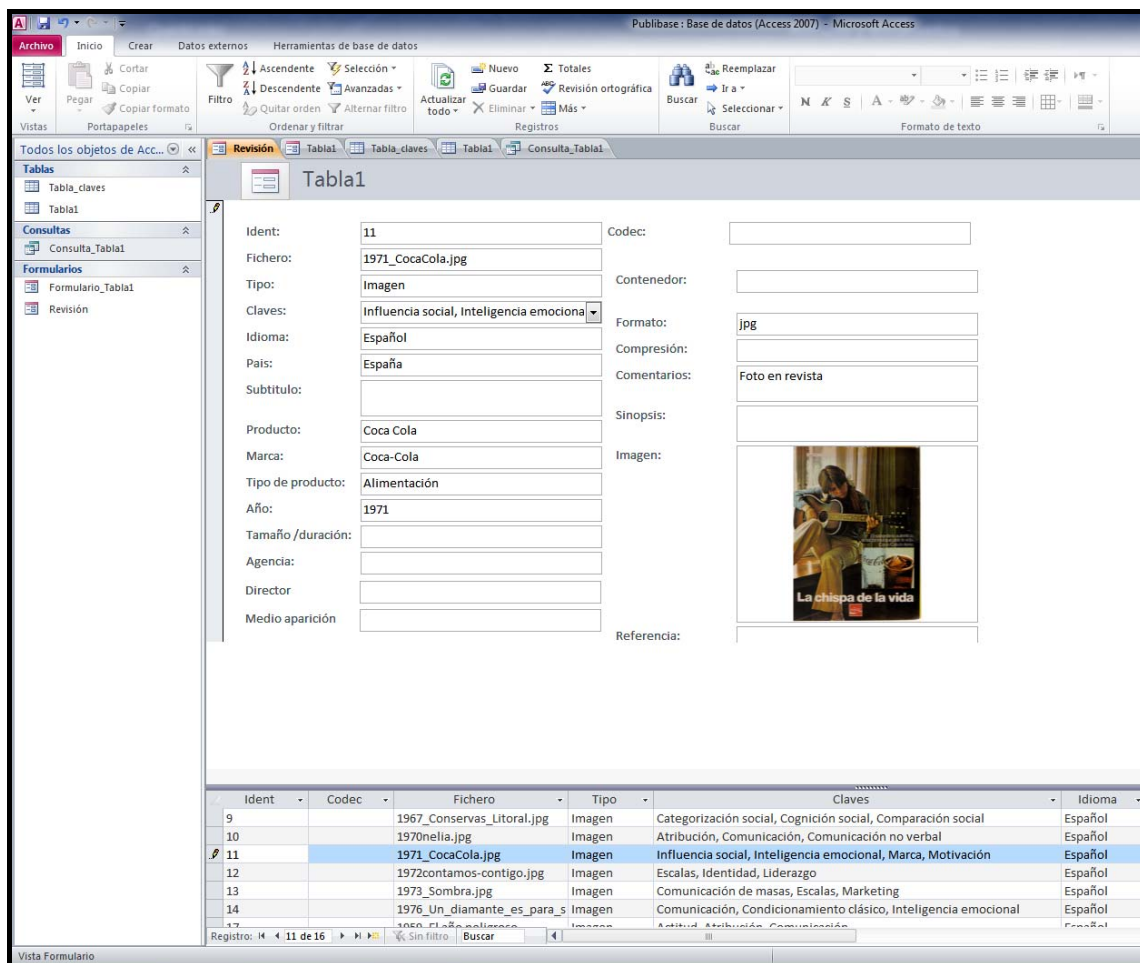 Publibase : Base de datos (Access 2007) - Microsoft Access
Archivo Inicio Crear Datos externos Herramientas de base de datos
Ver
Vistas
Pegar
Cortar
Copiar
Copiar formato
Portapapeles
Filtro
Ascendente
Descendente
Quitar orden
Selección
Avanzadas
Alternar filtro
Ordenar y filtrar
Actualizar todo
Nuevo
Guardar
Eliminar
Totales
Revisión ortográfica
Más
Registros
Buscar
Reemplazar
Ir a
Seleccionar
Buscar
N K S A
Formato de texto
Todos los objetos de Acc...
Tablas
Tabla_claves
Tabla1
Consultas
Consulta_Tabla1
Formularios
Formulario_Tabla1
Revisión
Revisión Tabla1 Tabla_claves Tabla1 Consulta_Tabla1
Tabla1
Ident: 11
Fichero: 1971_CocaCola.jpg
Tipo: Imagen
Claves: Influencia social, Inteligencia emociona
Idioma: Español
Pais: España
Subtitulo:
Producto: Coca Cola
Marca: Coca-Cola
Tipo de producto: Alimentación
Año: 1971
Tamaño /duración:
Agencia:
Director
Medio aparición
Codec:
Contenedor:
Formato: jpg
Compresión:
Comentarios: Foto en revista
Sinopsis:
Imagen:
La chispa de la vida
Referencia:
Ident Codec Fichero Tipo Claves Idioma
9 1967_Conservas_Litoral.jpg Imagen Categorización social, Cognición social, Comparación social Español
10 1970nelia.jpg Imagen Atribución, Comunicación, Comunicación no verbal Español
11 1971_CocaCola.jpg Imagen Influencia social, Inteligencia emocional, Marca, Motivación Español
12 1972contamos-contigo.jpg Imagen Escalas, Identidad, Liderazgo Español
13 1973_Sombra.jpg Imagen Comunicación de masas, Escalas, Marketing Español
14 1976_Un_diamante_es_para_s Imagen Comunicación, Condicionamiento clásico, Inteligencia emocional Español
17 1959_El año peligroso Imagen Actitud, Atribución, Comunicación Español
Registro: 11 de 16 Sin filtro Buscar
Vista Formulario